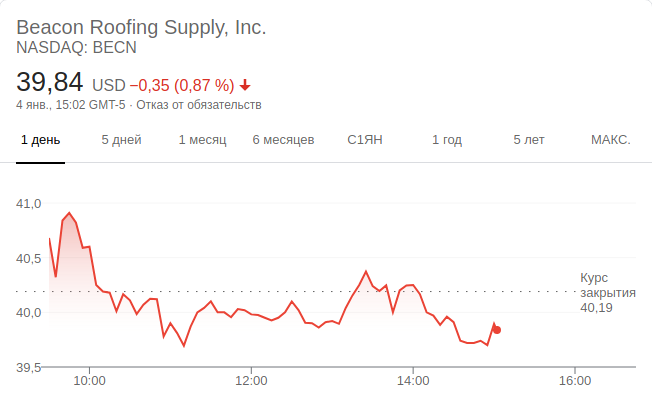 Beacon Roofing Supply, Inc.
NASDAQ: BECN
39,84 USD −0,35 (0,87 %)
4 янв., 15:02 GMT-5 · Отказ от обязательств
1 день 5 дней 1 месяц 6 месяцев С1ЯН 1 год 5 лет МАКС.
41,0
40,5
40,0
39,5
Курс
закрытия
40,19
10:00 12:00 14:00 16:00